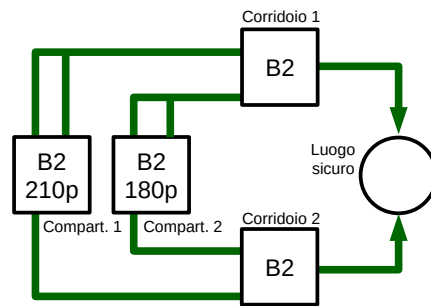 Corridoio 1
B2
Luogo
sicuro
B2
210p
Compart. 1
B2
180p
Compart. 2
Corridoio 2
B2